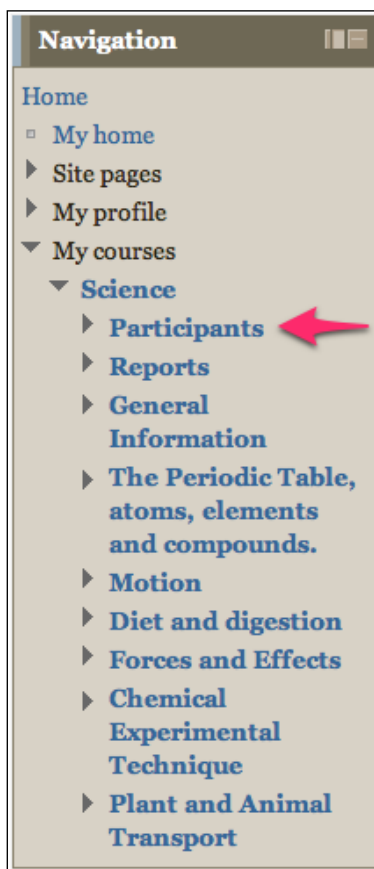 Navigation
Home
My home
Site pages
My profile
My courses
Science
Participants
Reports
General
Information
The Periodic Table,
atoms, elements
and compounds.
Motion
Diet and digestion
Forces and Effects
Chemical
Experimental
Technique
Plant and Animal
Transport